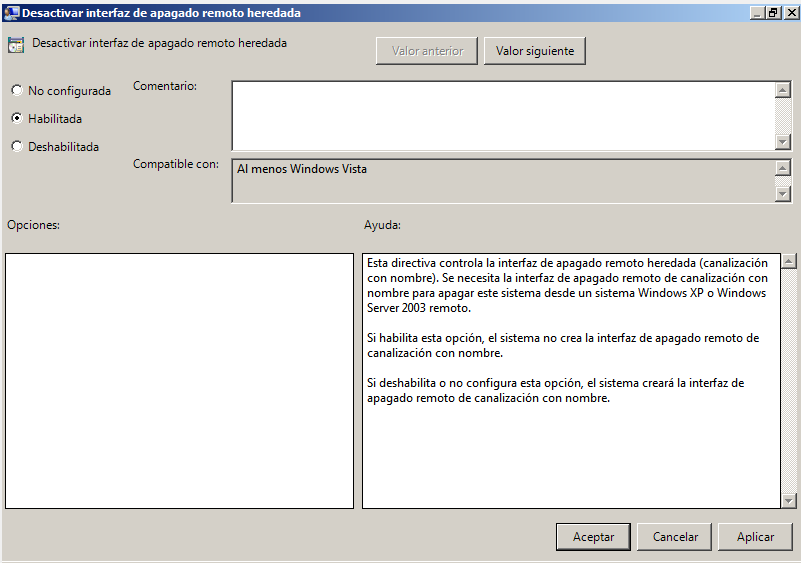 Desactivar interfaz de apagado remoto heredada
Desactivar interfaz de apagado remoto heredada
Valor anterior
Valor siguiente
No configurada
Habilitada
Deshabilitada
Comentario:
Compatible con:
Al menos Windows Vista
Opciones:
Ayuda:
Esta directiva controla la interfaz de apagado remoto heredada (canalización
con nombre). Se necesita la interfaz de apagado remoto de canalización con
nombre para apagar este sistema desde un sistema Windows XP o Windows
Server 2003 remoto.
Si habilita esta opción, el sistema no crea la interfaz de apagado remoto de
canalización con nombre.
Si deshabilita o no configura esta opción, el sistema creará la interfaz de
apagado remoto de canalización con nombre.
Aceptar
Cancelar
Aplicar